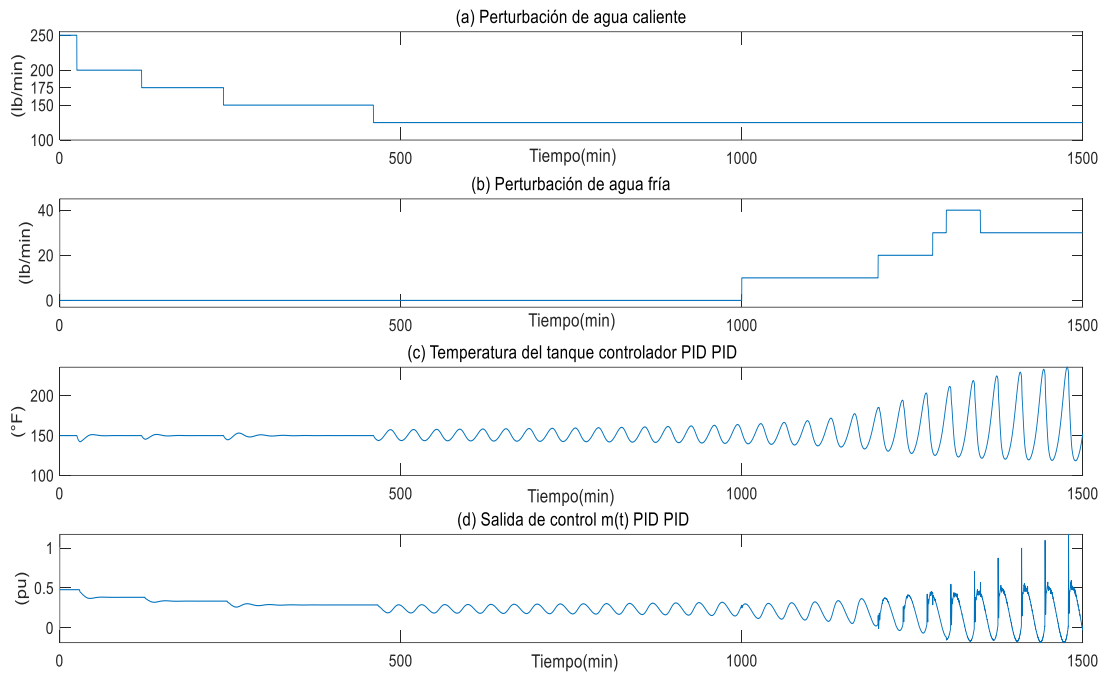 (a) Perturbación de agua caliente
(lb/min)
250
200
175
150
100
0
500
1000
1500
Tiempo(min)
(b) Perturbación de agua fría
(lb/min)
40
20
0
0
500
1000
1500
Tiempo(min)
(c) Temperatura del tanque controlador PID PID
(°F)
200
150
100
0
500
1000
1500
Tiempo(min)
(d) Salida de control m(t) PID PID
(pu)
1
0.5
0
0
500
1000
1500
Tiempo(min)